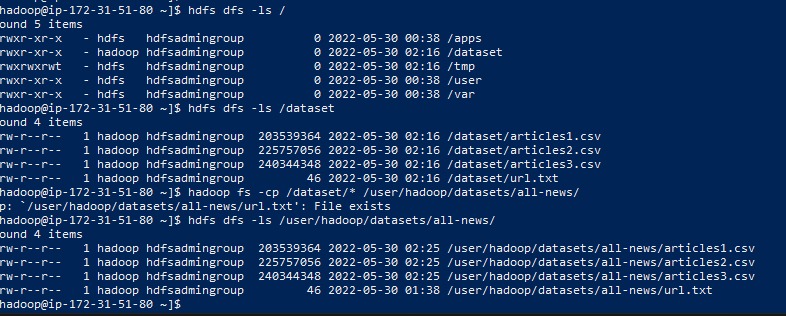 hadoop@ip-172-31-51-80 ~]$ hdfs dfs -ls /
ound 5 items
rwxr-xr-x   - hdfs   hdfsadmingroup          0 2022-05-30 00:38 /apps
rwxr-xr-x   - hadoop hdfsadmingroup          0 2022-05-30 02:16 /dataset
rwxrwxrwt   - hdfs   hdfsadmingroup          0 2022-05-30 02:16 /tmp
rwxr-xr-x   - hdfs   hdfsadmingroup          0 2022-05-30 00:38 /user
rwxr-xr-x   - hdfs   hdfsadmingroup          0 2022-05-30 00:38 /var
hadoop@ip-172-31-51-80 ~]$ hdfs dfs -ls /dataset
ound 4 items
rw-r--r--   1 hadoop hdfsadmingroup  203539364 2022-05-30 02:16 /dataset/articles1.csv
rw-r--r--   1 hadoop hdfsadmingroup  225757056 2022-05-30 02:16 /dataset/articles2.csv
rw-r--r--   1 hadoop hdfsadmingroup  240344348 2022-05-30 02:16 /dataset/articles3.csv
rw-r--r--   1 hadoop hdfsadmingroup         46 2022-05-30 02:16 /dataset/url.txt
hadoop@ip-172-31-51-80 ~]$ hadoop fs -cp /dataset/* /user/hadoop/datasets/all-news/
p: `/user/hadoop/datasets/all-news/url.txt': File exists
hadoop@ip-172-31-51-80 ~]$ hdfs dfs -ls /user/hadoop/datasets/all-news/
ound 4 items
rw-r--r--   1 hadoop hdfsadmingroup  203539364 2022-05-30 02:25 /user/hadoop/datasets/all-news/articles1.csv
rw-r--r--   1 hadoop hdfsadmingroup  225757056 2022-05-30 02:25 /user/hadoop/datasets/all-news/articles2.csv
rw-r--r--   1 hadoop hdfsadmingroup  240344348 2022-05-30 02:25 /user/hadoop/datasets/all-news/articles3.csv
rw-r--r--   1 hadoop hdfsadmingroup         46 2022-05-30 01:38 /user/hadoop/datasets/all-news/url.txt
hadoop@ip-172-31-51-80 ~]$